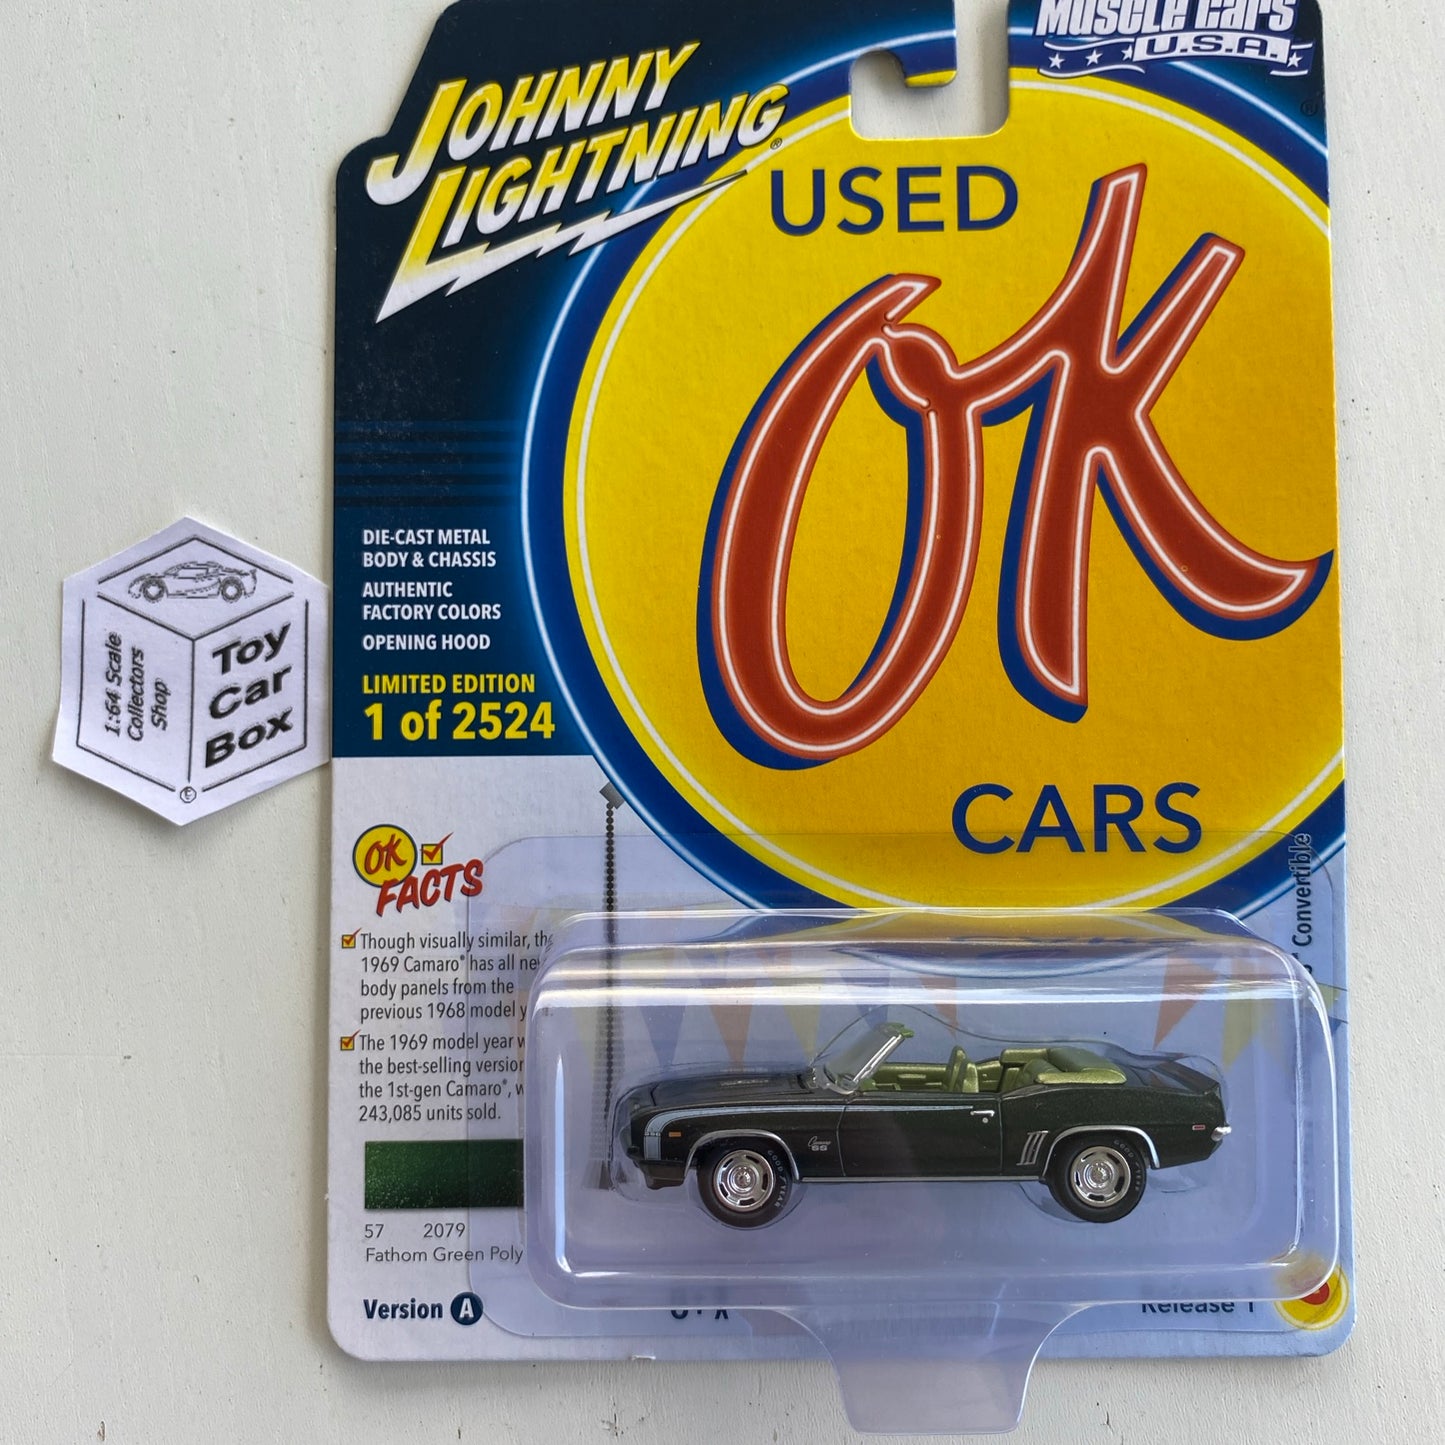 MUSCLE CARS
U.S.A.
JOHNNY
LIGHTNING®
USED
OK
CARS
DIE-CAST METAL
BODY & CHASSIS
AUTHENTIC
FACTORY COLORS
OPENING HOOD
LIMITED EDITION
1 of 2524
1:64 Scale
Collectors
Shop
Toy
Car
Box
OK
FACTS
Though visually similar, the
1969 Camaro® has all
body panels from the
previous 1968 model
The 1969 model year
the best-selling version
the 1st-gen Camaro®,
243,085 units sold.
57 2079
Fathom Green Poly
Version A
Release 1
Convertible
Camaro
SS
GOOD YEAR